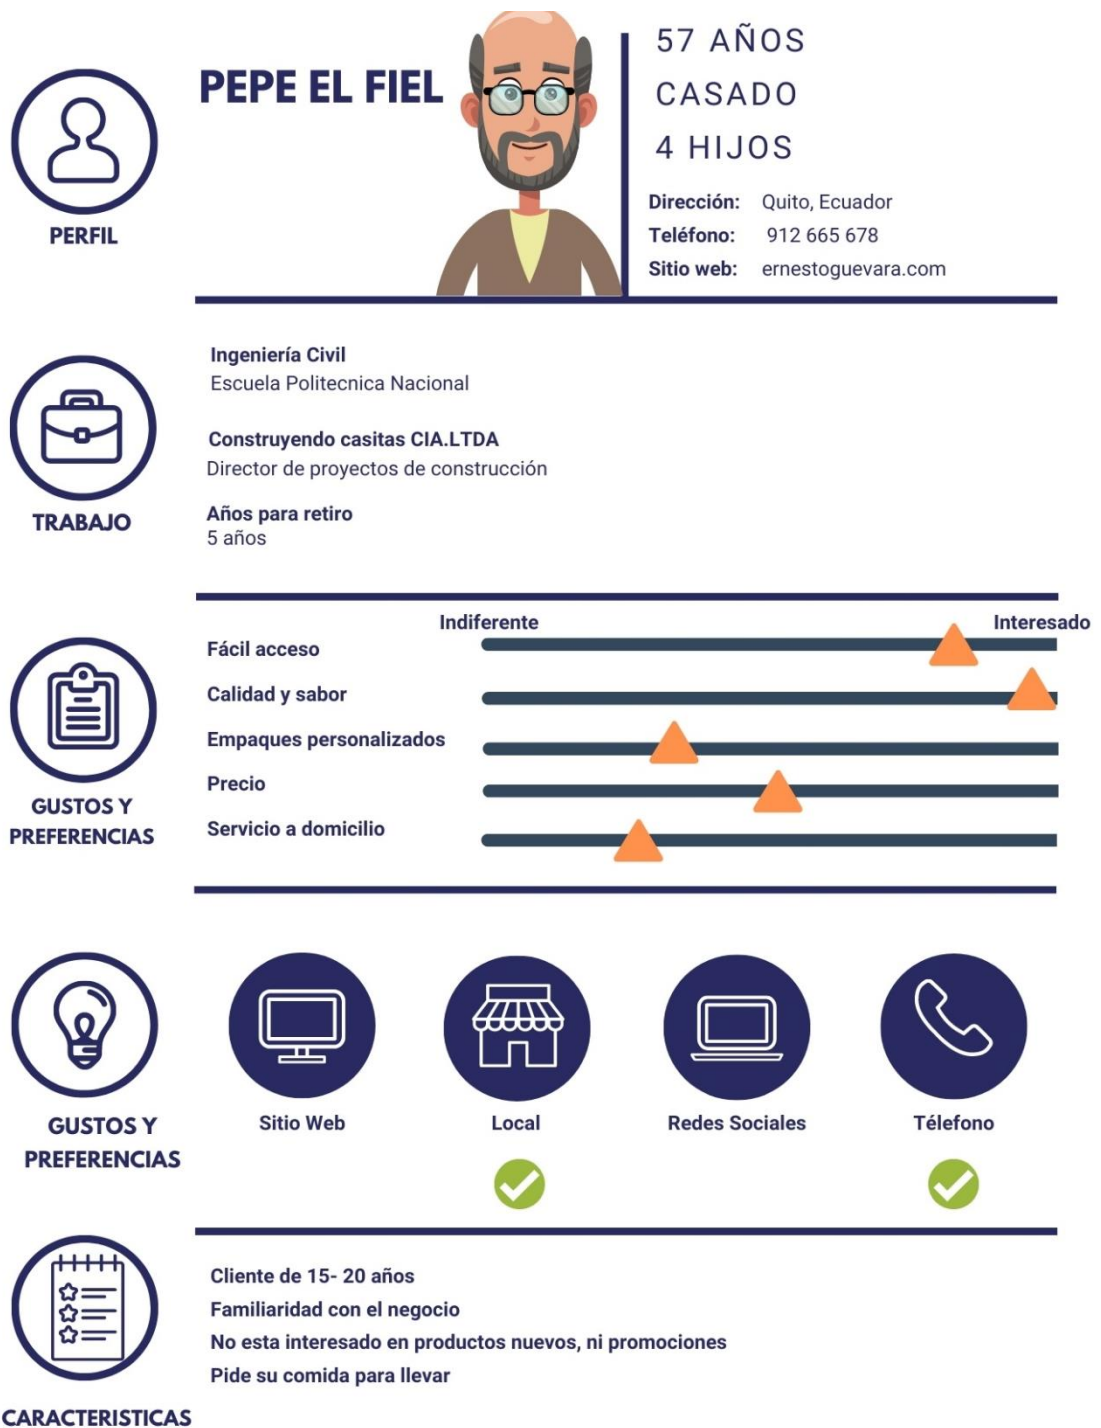 PEPE EL FIEL
57 AÑOS
CASADO
4 HIJOS
Dirección: Quito, Ecuador
Teléfono: 912 665 678
Sitio web: ernestoguevara.com
PERFIL
Ingeniería Civil
Escuela Politecnica Nacional
Construyendo casitas CIA.LTDA
Director de proyectos de construcción
Años para retiro
5 años
TRABAJO
Indiferente Interesado
Fácil acceso
Calidad y sabor
Empaques personalizados
Precio
Servicio a domicilio
GUSTOS Y
PREFERENCIAS
Sitio Web Local Redes Sociales Télefono
GUSTOS Y
PREFERENCIAS
Cliente de 15- 20 años
Familiaridad con el negocio
No esta interesado en productos nuevos, ni promociones
Pide su comida para llevar
CARACTERISTICAS